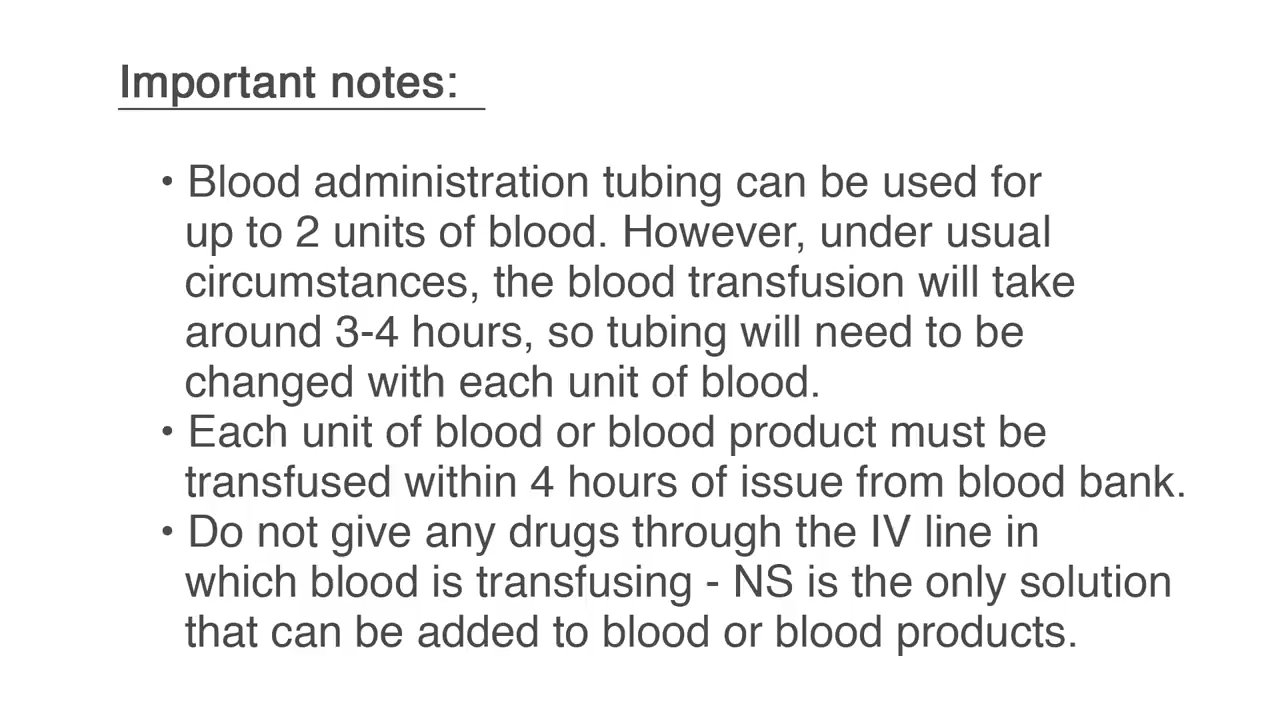 Important notes:
• Blood administration tubing can be used for
up to 2 units of blood. However, under usual
circumstances, the blood transfusion will take
around 3-4 hours, so tubing will need to be
changed with each unit of blood.
• Each unit of blood or blood product must be
transfused within 4 hours of issue from blood bank.
• Do not give any drugs through the IV line in
which blood is transfusing - NS is the only solution
that can be added to blood or blood products.